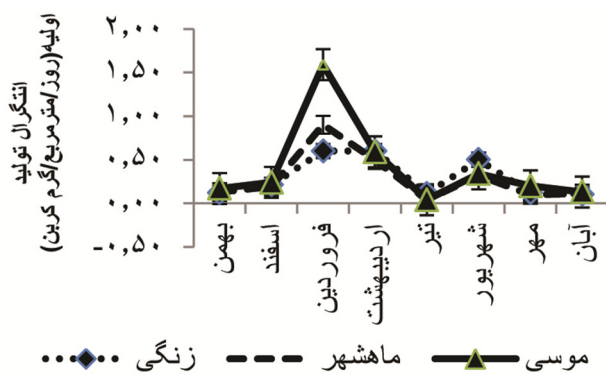 انتگرال تولید
اولیه(روز/مترمربع/گرم کربن)
۲,۰۰
۱,۵۰
۱,۰۰
۰,۵۰
۰,۰۰
-۰,۵۰
بهمن
اسفند
فروردین
اردیبهشت
تیر
شهریور
مهر
آبان
زنگی
ماهشهر
موسی